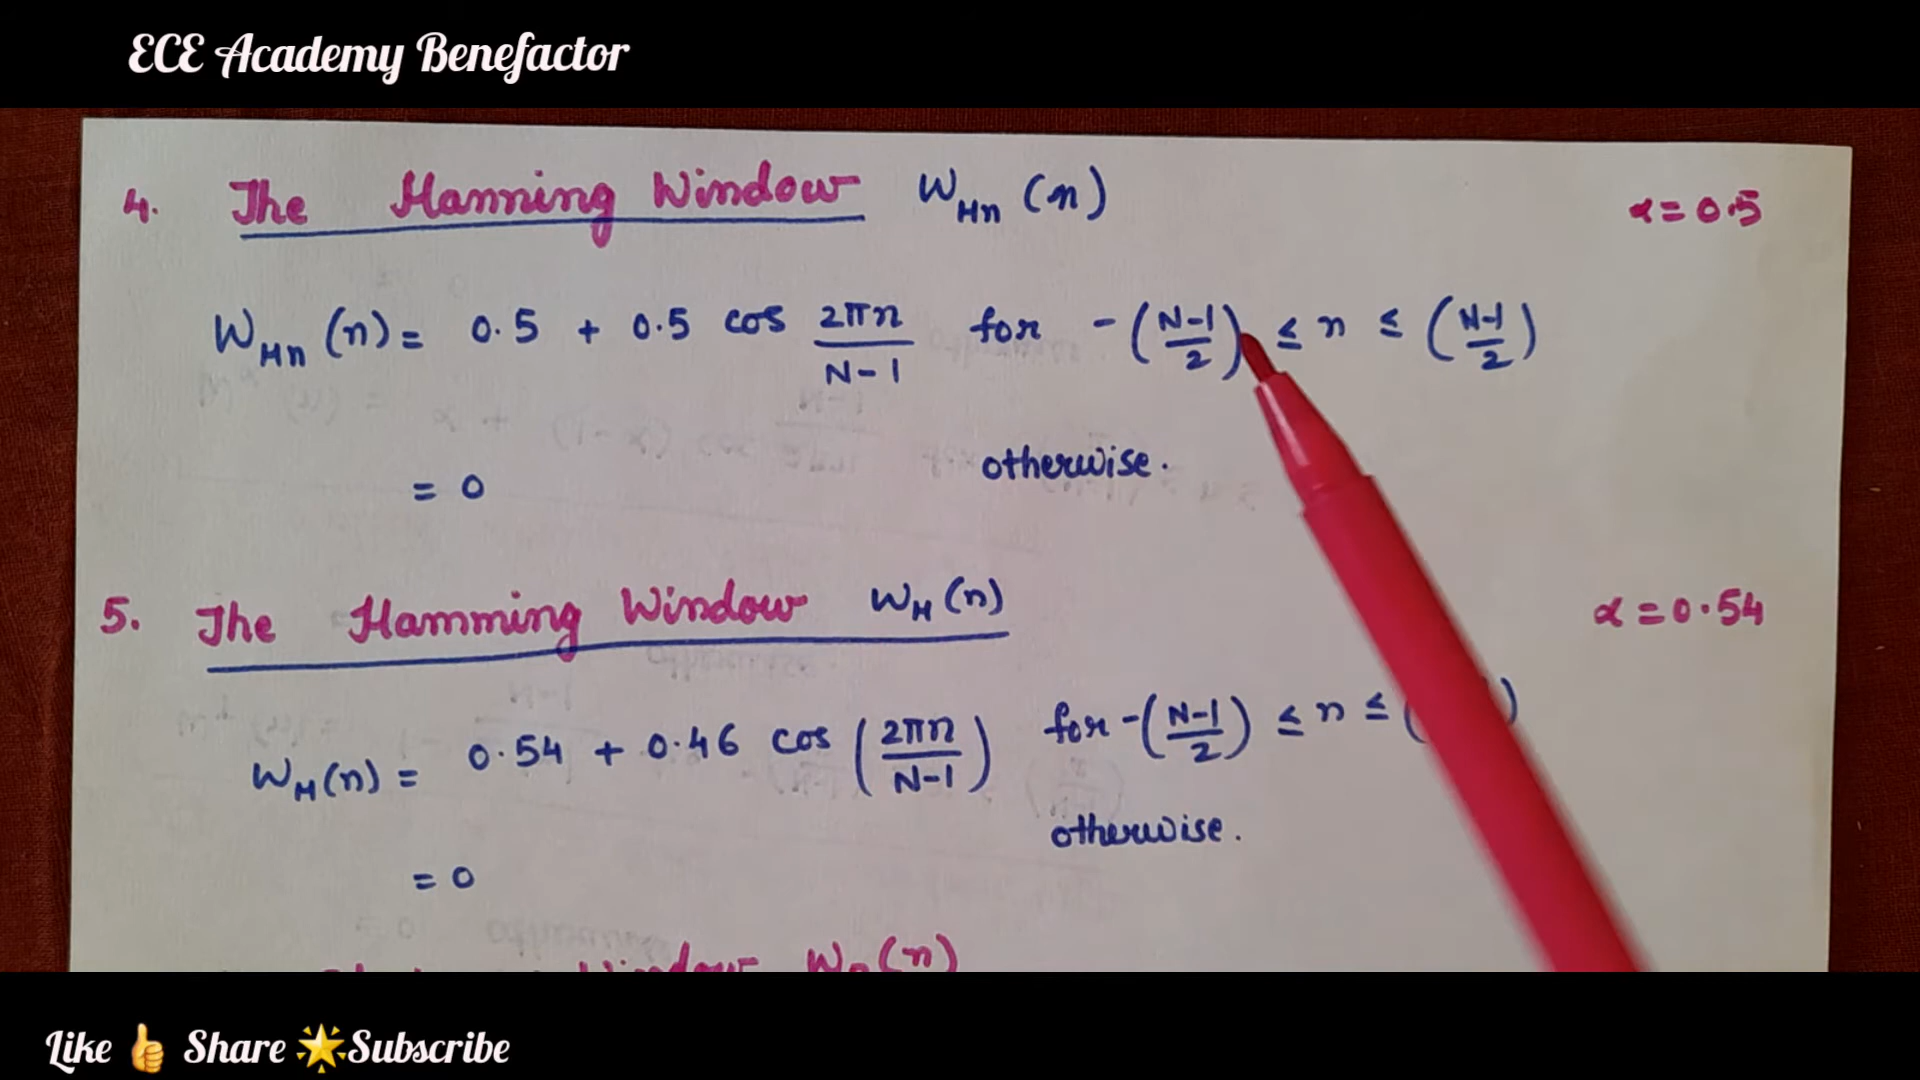 ECE Academy Benefactor
4. The Hanning Window W_Hn (n) α = 0.5
W_Hn (n) = 0.5 + 0.5 cos 2πn/N-1 for -(N-1/2) ≤ n ≤ (N-1/2)
= 0 otherwise.
5. The Hamming Window W_H (n) α = 0.54
W_H (n) = 0.54 + 0.46 cos (2πn/N-1) for -(N-1/2) ≤ n ≤ ( )
otherwise.
= 0
Window W (n)
Like 👍 Share 🌟Subscribe